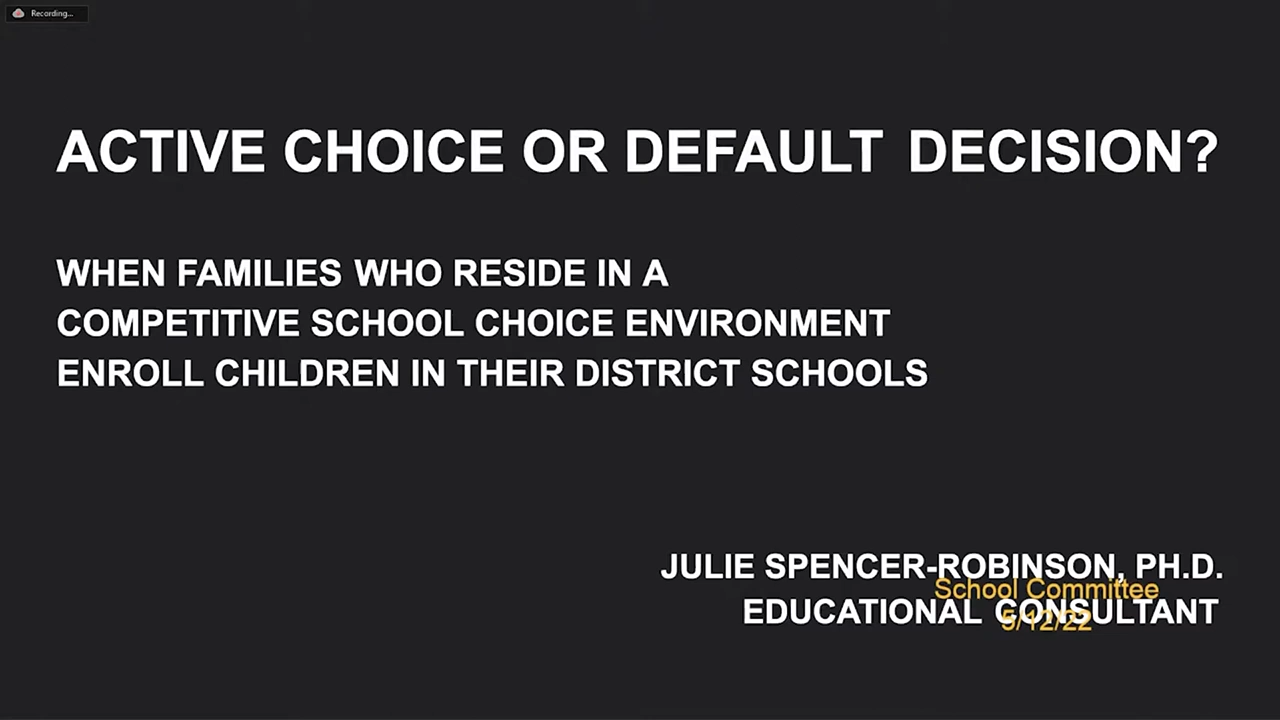 Recording...
ACTIVE CHOICE OR DEFAULT DECISION?
WHEN FAMILIES WHO RESIDE IN A
COMPETITIVE SCHOOL CHOICE ENVIRONMENT
ENROLL CHILDREN IN THEIR DISTRICT SCHOOLS
JULIE SPENCER-ROBINSON, PH.D.
School Committee
EDUCATIONAL CONSULTANT
5/12/22